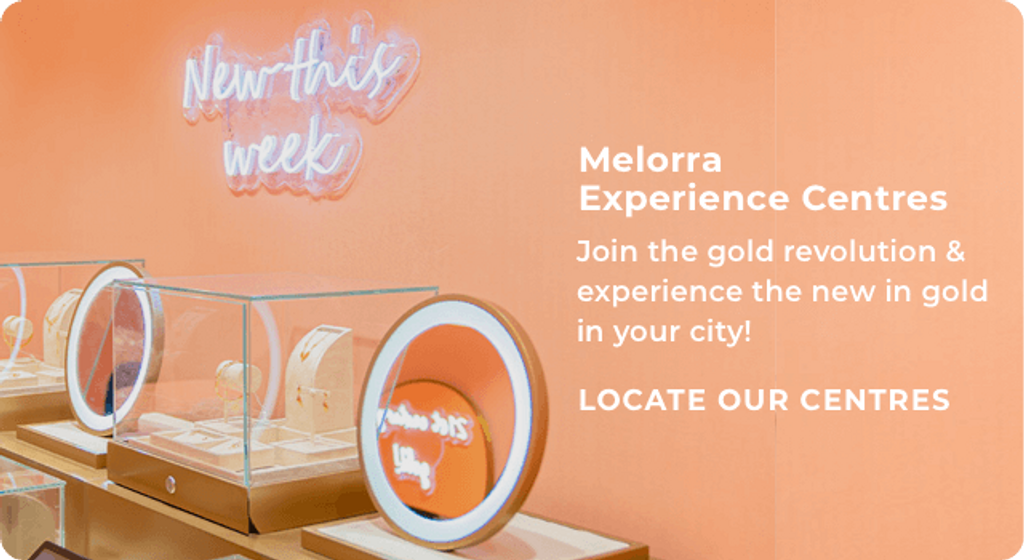 New this
week
Melorra
Experience Centres
Join the gold revolution &
experience the new in gold
in your city!
LOCATE OUR CENTRES